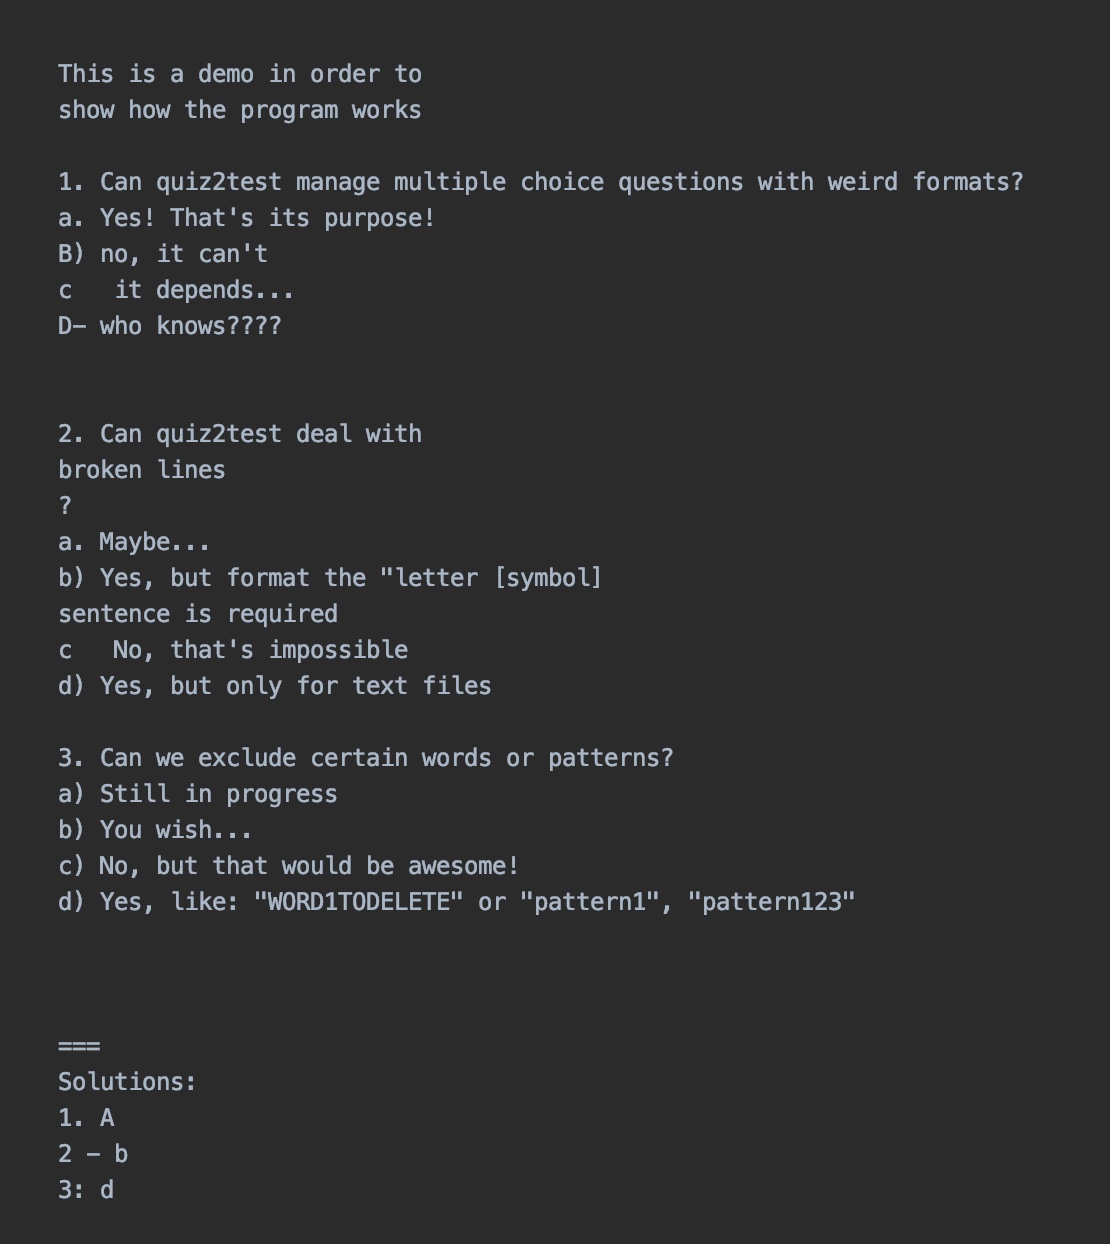 This is a demo in order to
show how the program works
1. Can quiz2test manage multiple choice questions with weird formats?
a. Yes! That's its purpose!
B) no, it can't
c   it depends...
D– who knows????
2. Can quiz2test deal with
broken lines
?
a. Maybe...
b) Yes, but format the "letter [symbol]
sentence is required
c   No, that's impossible
d) Yes, but only for text files
3. Can we exclude certain words or patterns?
a) Still in progress
b) You wish...
c) No, but that would be awesome!
d) Yes, like: "WORD1TODELETE" or "pattern1", "pattern123"
===
Solutions:
1. A
2 – b
3: d